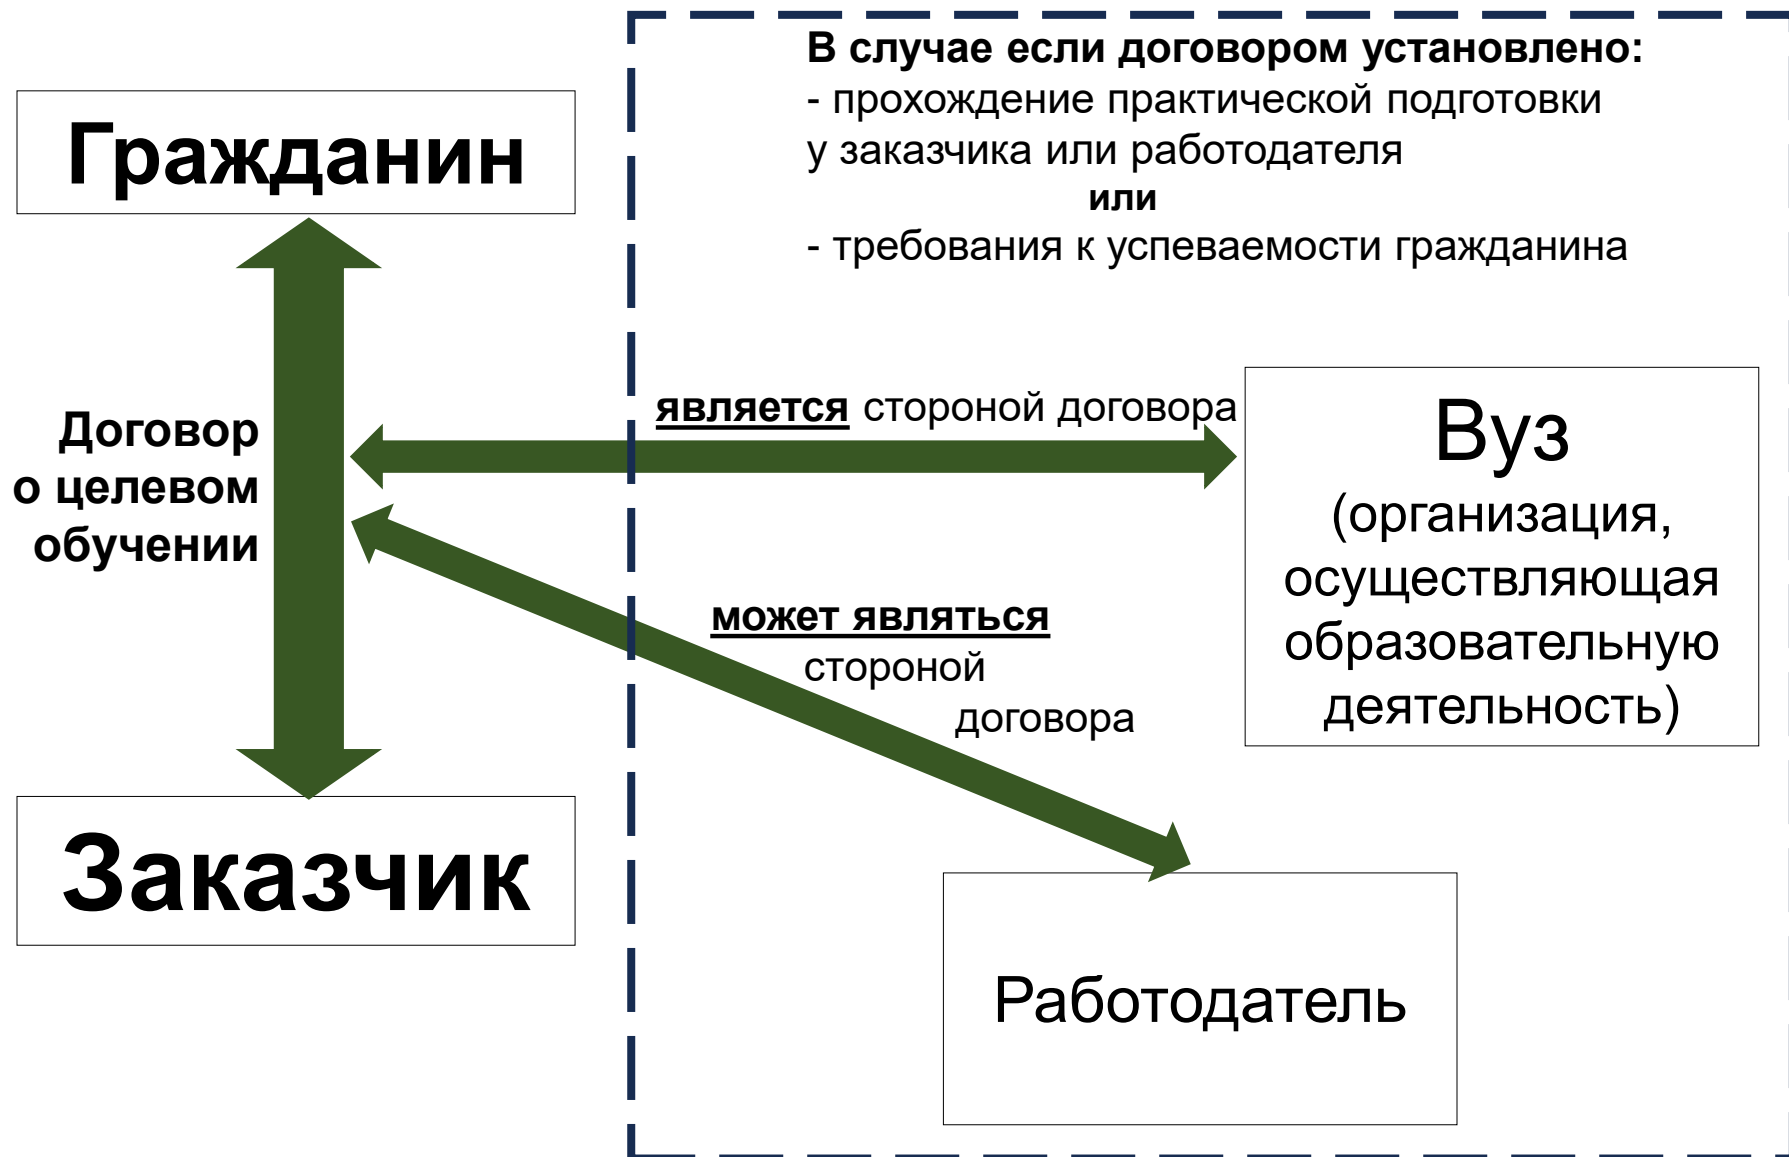 В случае если договором установлено:
- прохождение практической подготовки
у заказчика или работодателя
или
- требования к успеваемости гражданина
Гражданин
Договор
о целевом
обучении
Заказчик
является стороной договора
может являться
стороной
договора
Вуз
(организация,
осуществляющая
образовательную
деятельность)
Работодатель